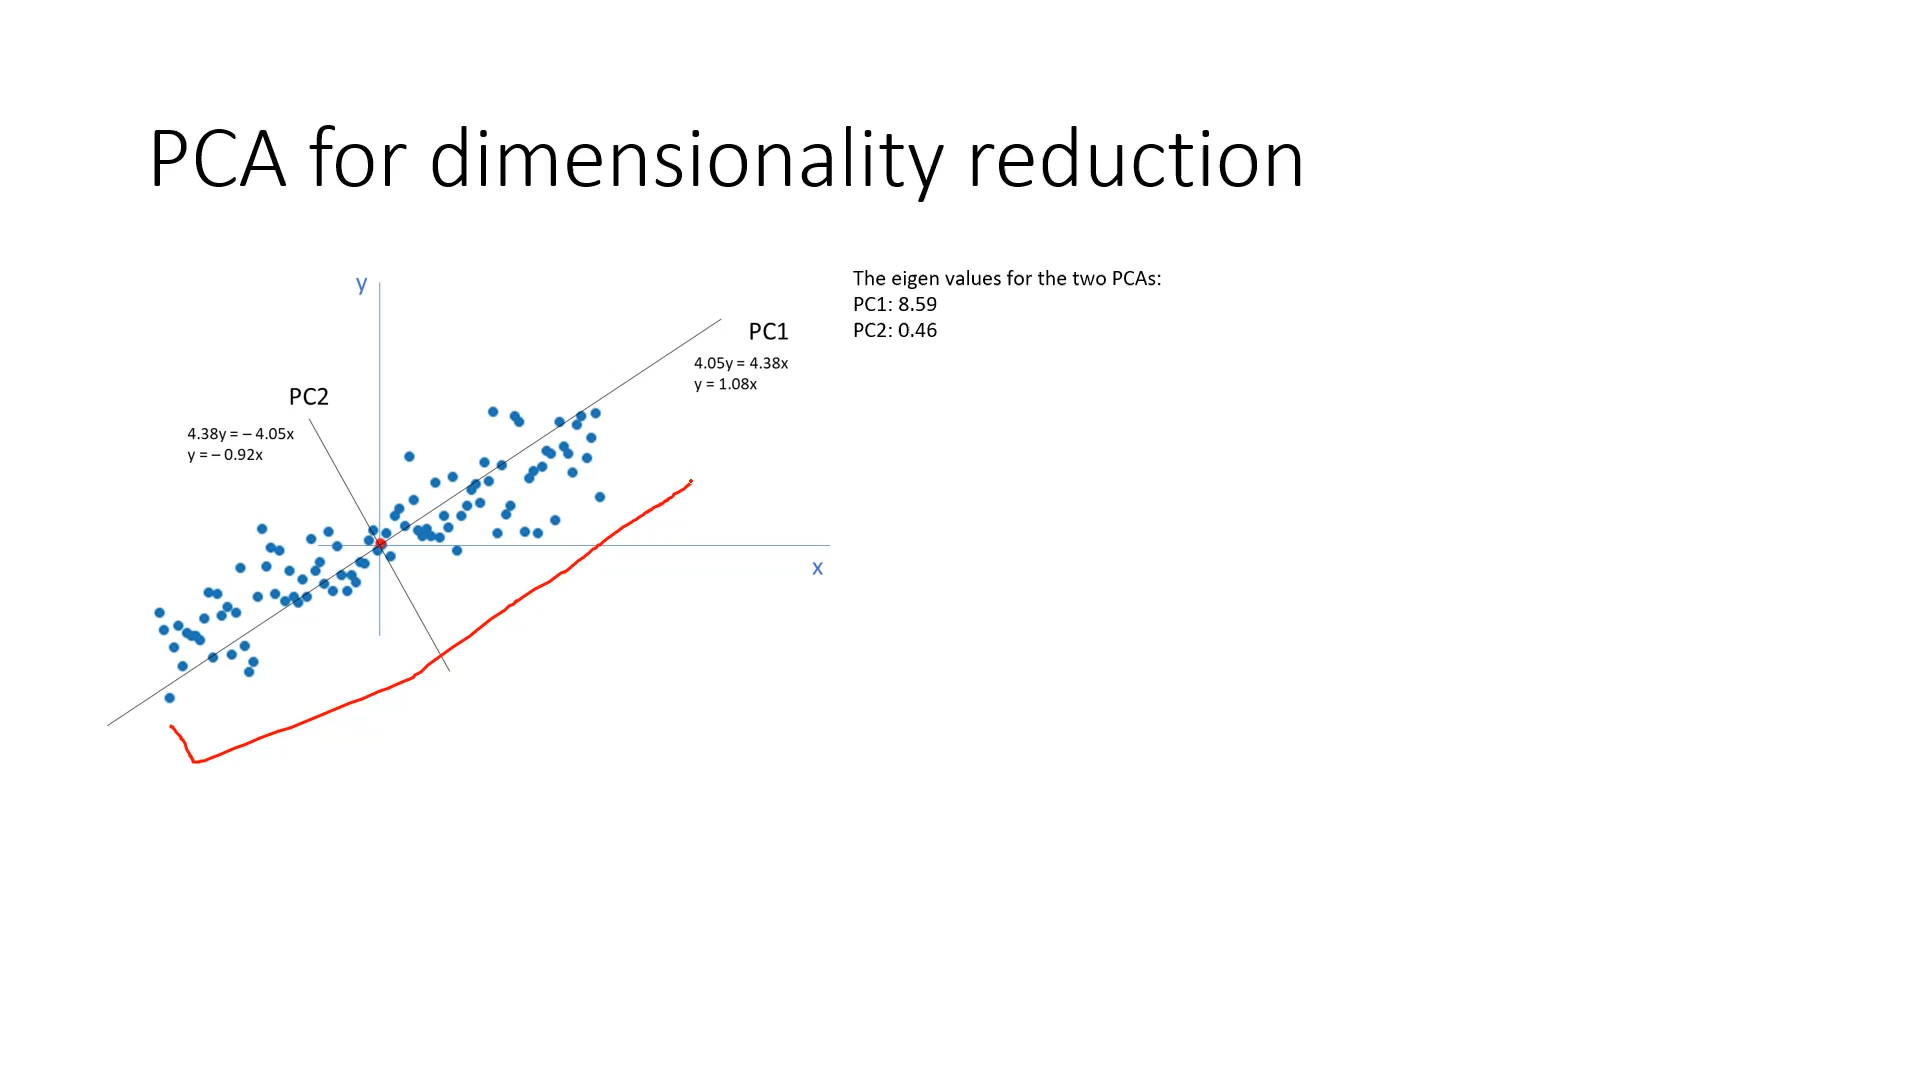 PCA for dimensionality reduction
y
PC1
4.05y = 4.38x
y = 1.08x
PC2
4.38y = – 4.05x
y = – 0.92x
x
The eigen values for the two PCAs:
PC1: 8.59
PC2: 0.46